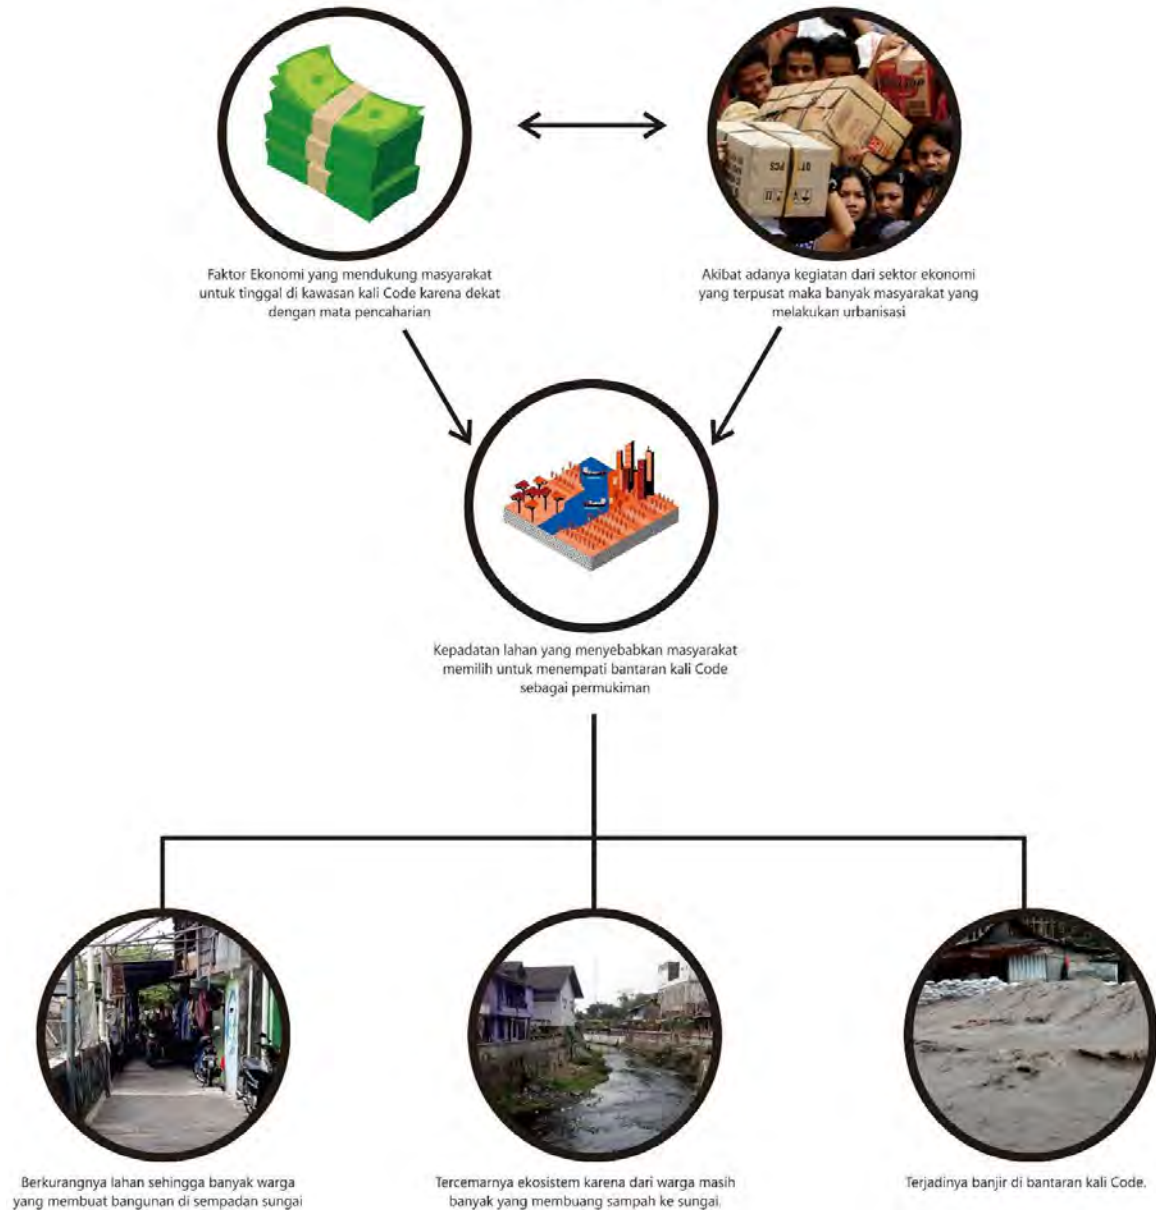 Faktor Ekonomi yang mendukung masyarakat
untuk tinggal di kawasan kali Code karena dekat
dengan mata pencaharian
Akibat adanya kegiatan dari sektor ekonomi
yang terpusat maka banyak masyarakat yang
melakukan urbanisasi
Kepadatan lahan yang menyebabkan masyarakat
memilih untuk menempati bantaran kali Code
sebagai permukiman
Berkurangnya lahan sehingga banyak warga
yang membuat bangunan di sempadan sungai
Tercemarnya ekosistem karena dari warga masih
banyak yang membuang sampah ke sungai.
Terjadinya banjir di bantaran kali Code.